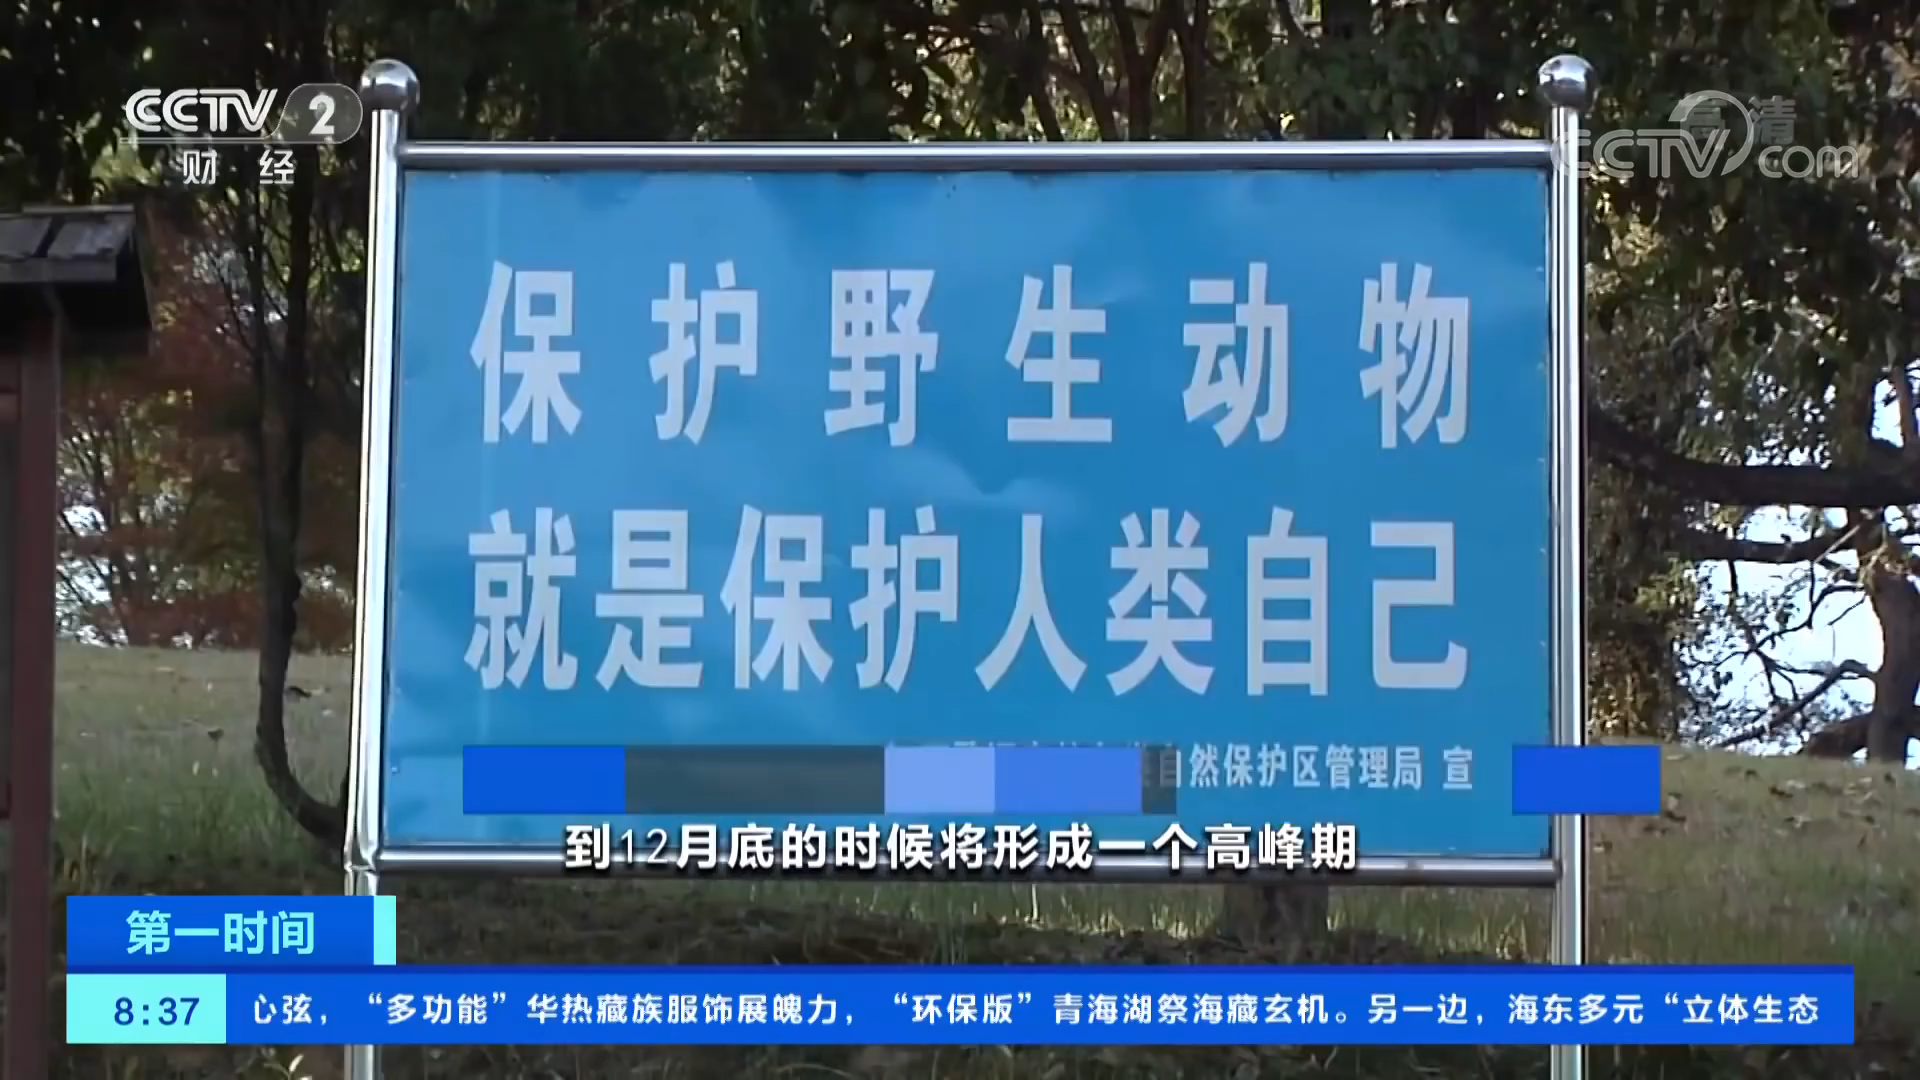 CCTV 2
财经
高清
CCTV.com
保护野生动物
就是保护人类自己
自然保护区管理局 宣
到12月底的时候将形成一个高峰期
第一时间
8:37
心弦，“多功能”华热藏族服饰展魄力，“环保版”青海湖祭海藏玄机。另一边，海东多元“立体生态